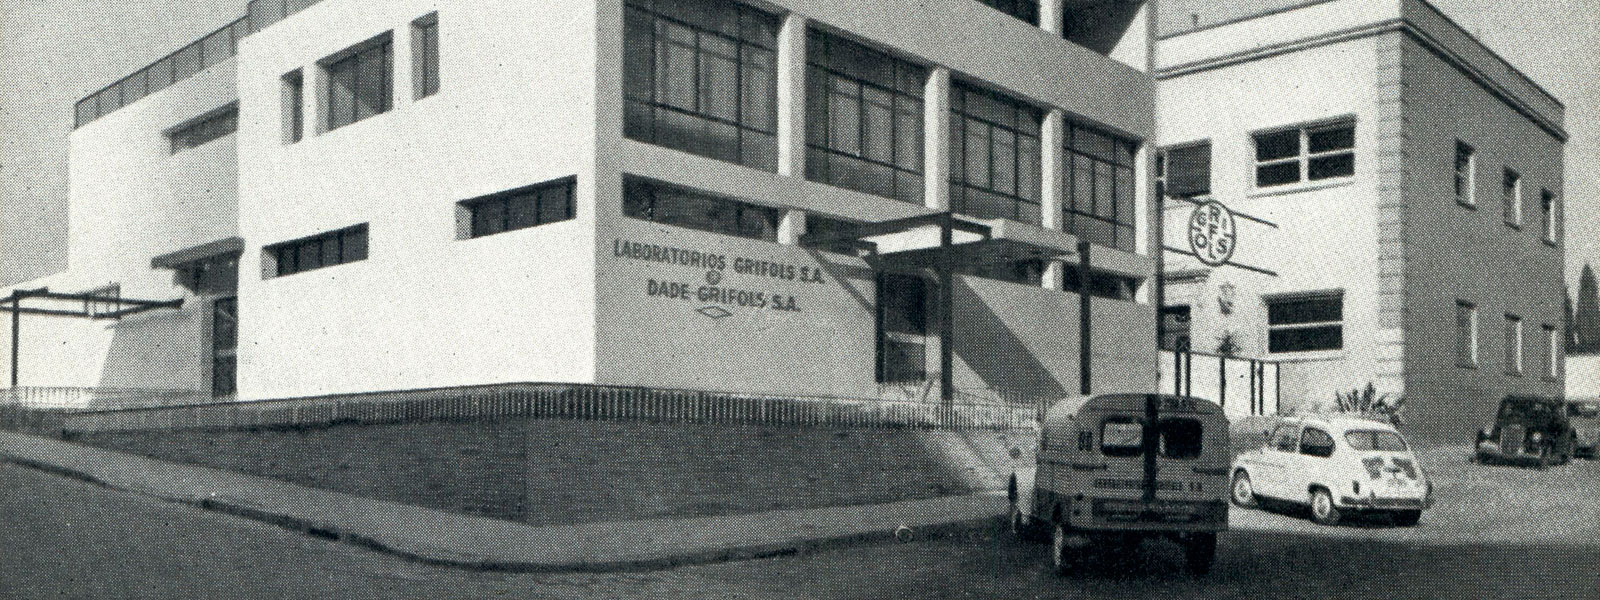 LABORATORIOS GRIFOLS S.A.
DADE-GRIFOLS S.A.
GRIFOLS